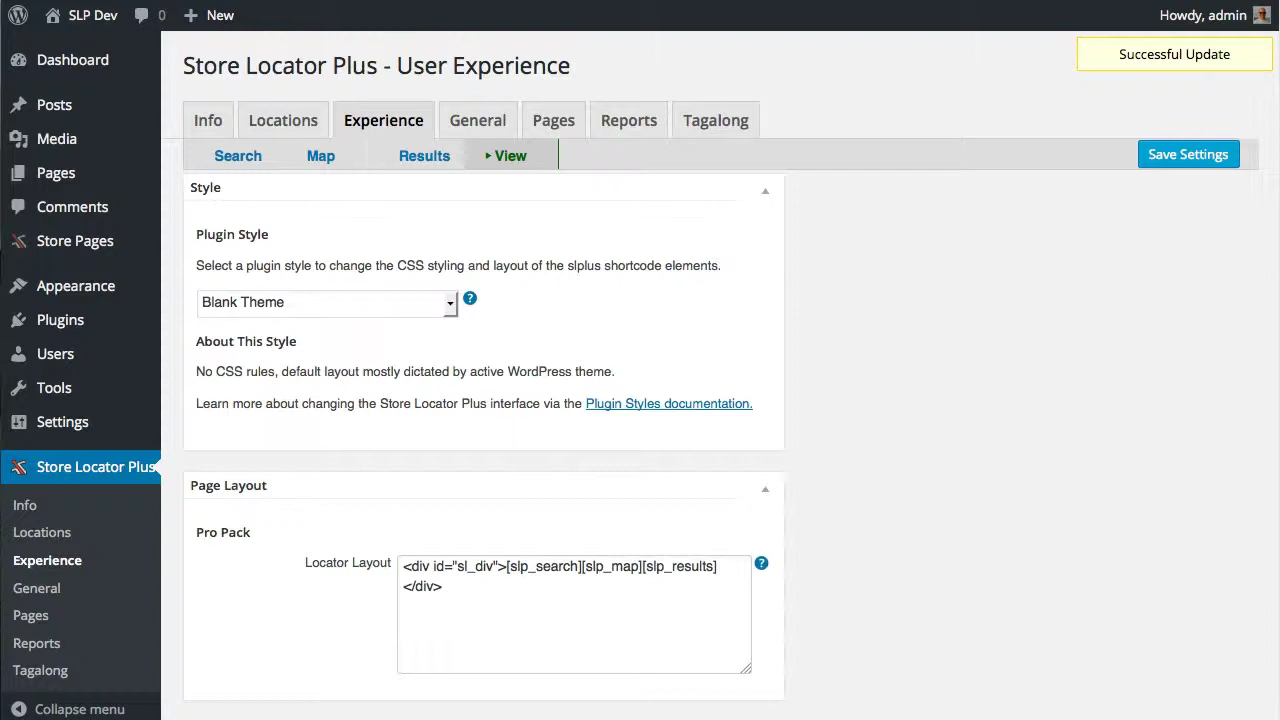 SLP Dev 0 New Howdy, admin
Successful Update
Dashboard
Posts
Media
Pages
Comments
Store Pages
Appearance
Plugins
Users
Tools
Settings
Store Locator Plus
Info
Locations
Experience
General
Pages
Reports
Tagalong
Collapse menu
Store Locator Plus - User Experience
Info Locations Experience General Pages Reports Tagalong
Search Map Results View Save Settings
Style
Plugin Style
Select a plugin style to change the CSS styling and layout of the slplus shortcode elements.
Blank Theme
About This Style
No CSS rules, default layout mostly dictated by active WordPress theme.
Learn more about changing the Store Locator Plus interface via the Plugin Styles documentation.
Page Layout
Pro Pack
Locator Layout
<div id="sl_div">[slp_search][slp_map][slp_results]
</div>